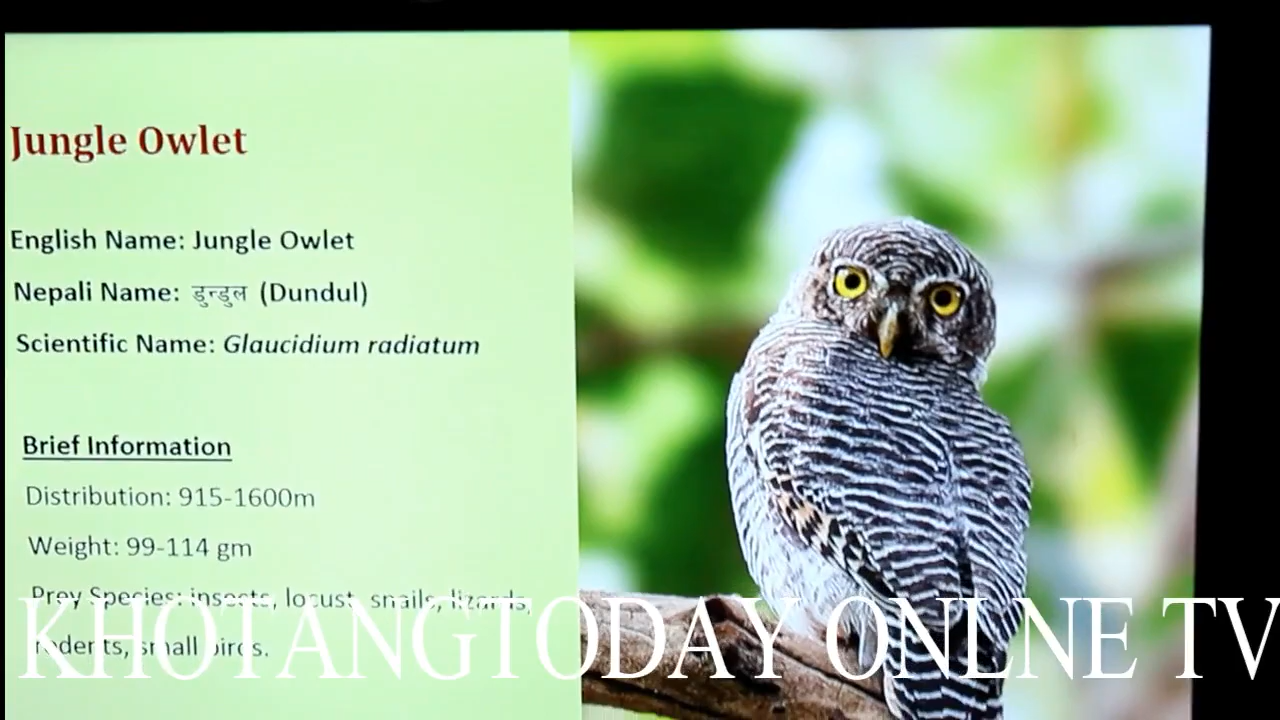 Jungle Owlet
English Name: Jungle Owlet
Nepali Name: डुन्डुल (Dundul)
Scientific Name: Glaucidium radiatum
Brief Information
Distribution: 915-1600m
Weight: 99-114 gm
Prey Species: insects, locust, snails, lizards,
rodents, small birds.
KHOTANGTODAY ONLNE TV